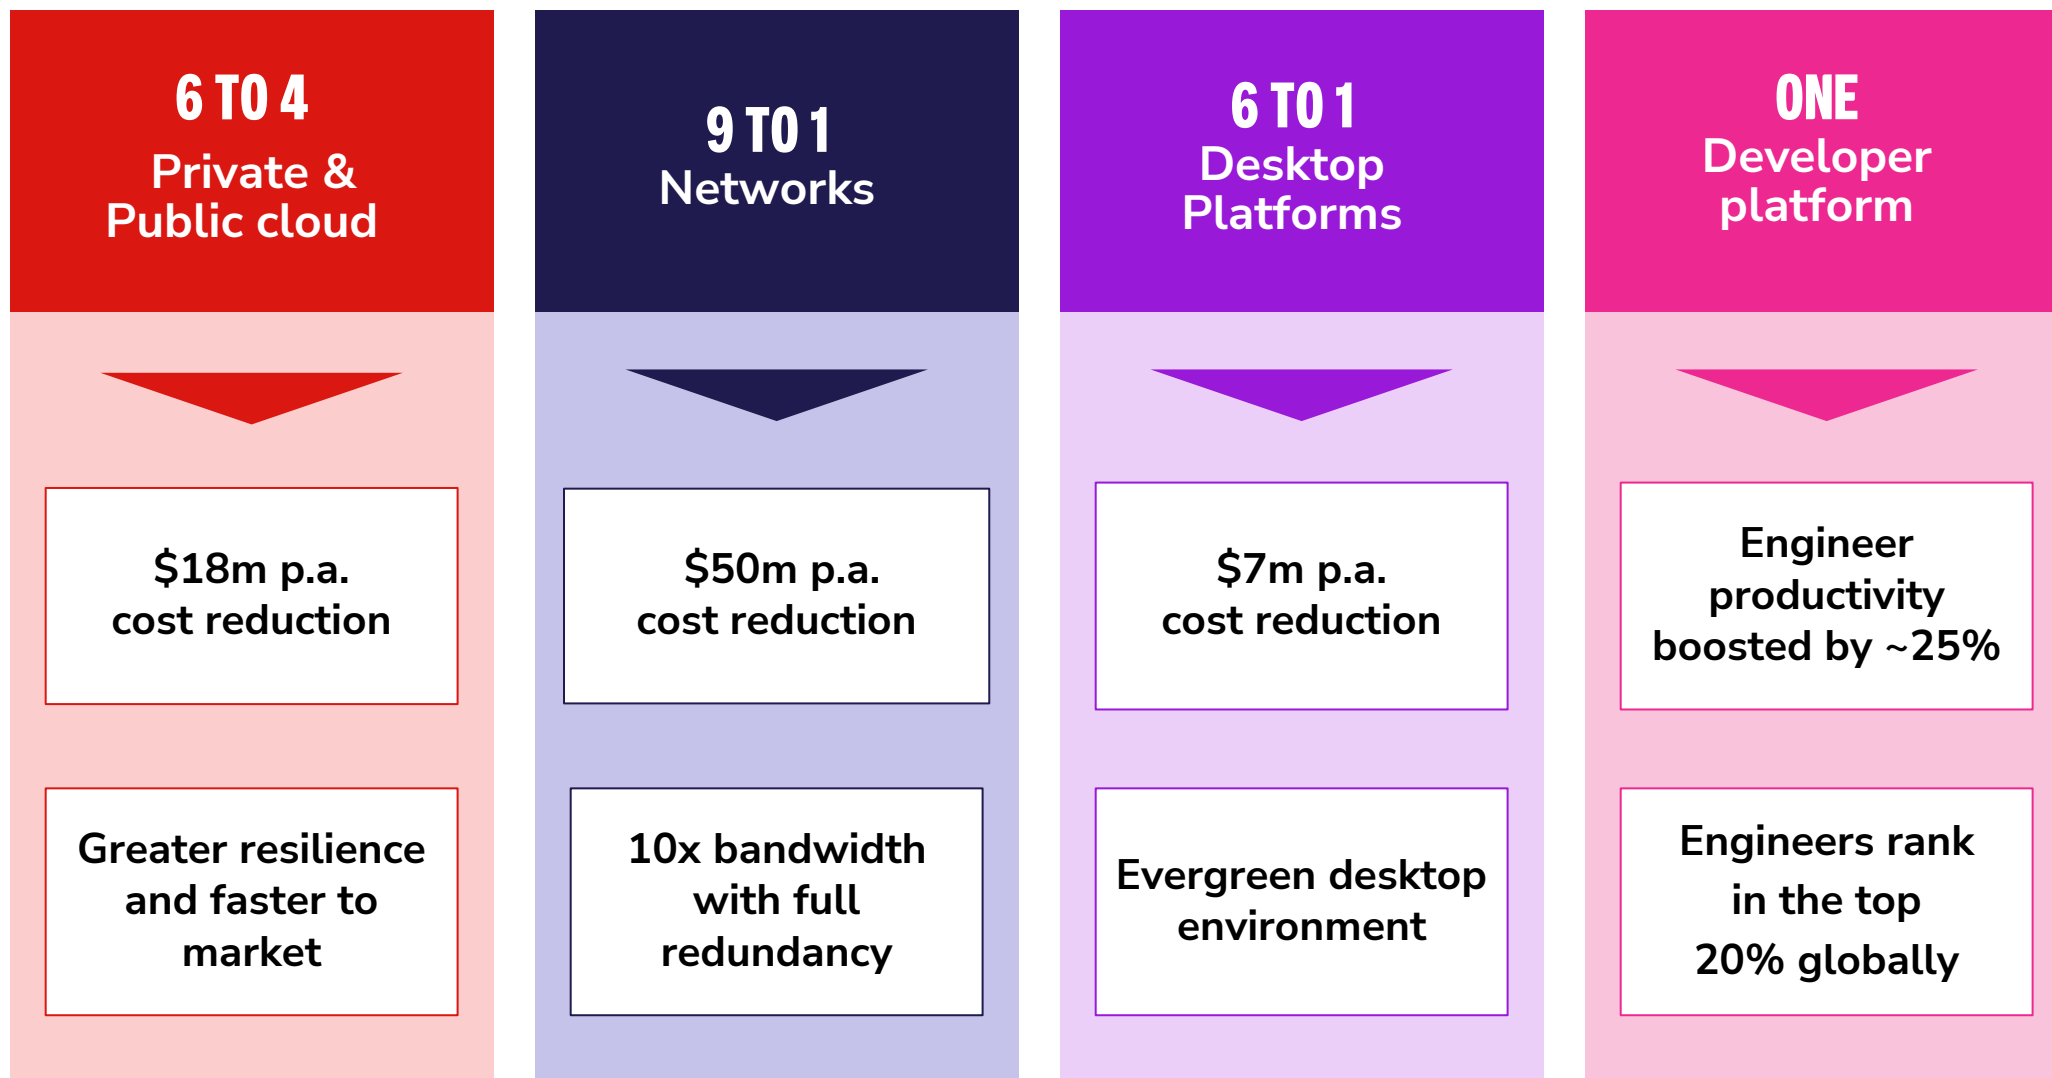 6 TO 4
Private &
Public cloud
$18m p.a.
cost reduction
Greater resilience
and faster to
market
9 TO 1
Networks
$50m p.a.
cost reduction
10x bandwidth
with full
redundancy
6 TO 1
Desktop
Platforms
$7m p.a.
cost reduction
Evergreen desktop
environment
ONE
Developer
platform
Engineer
productivity
boosted by ~25%
Engineers rank
in the top
20% globally